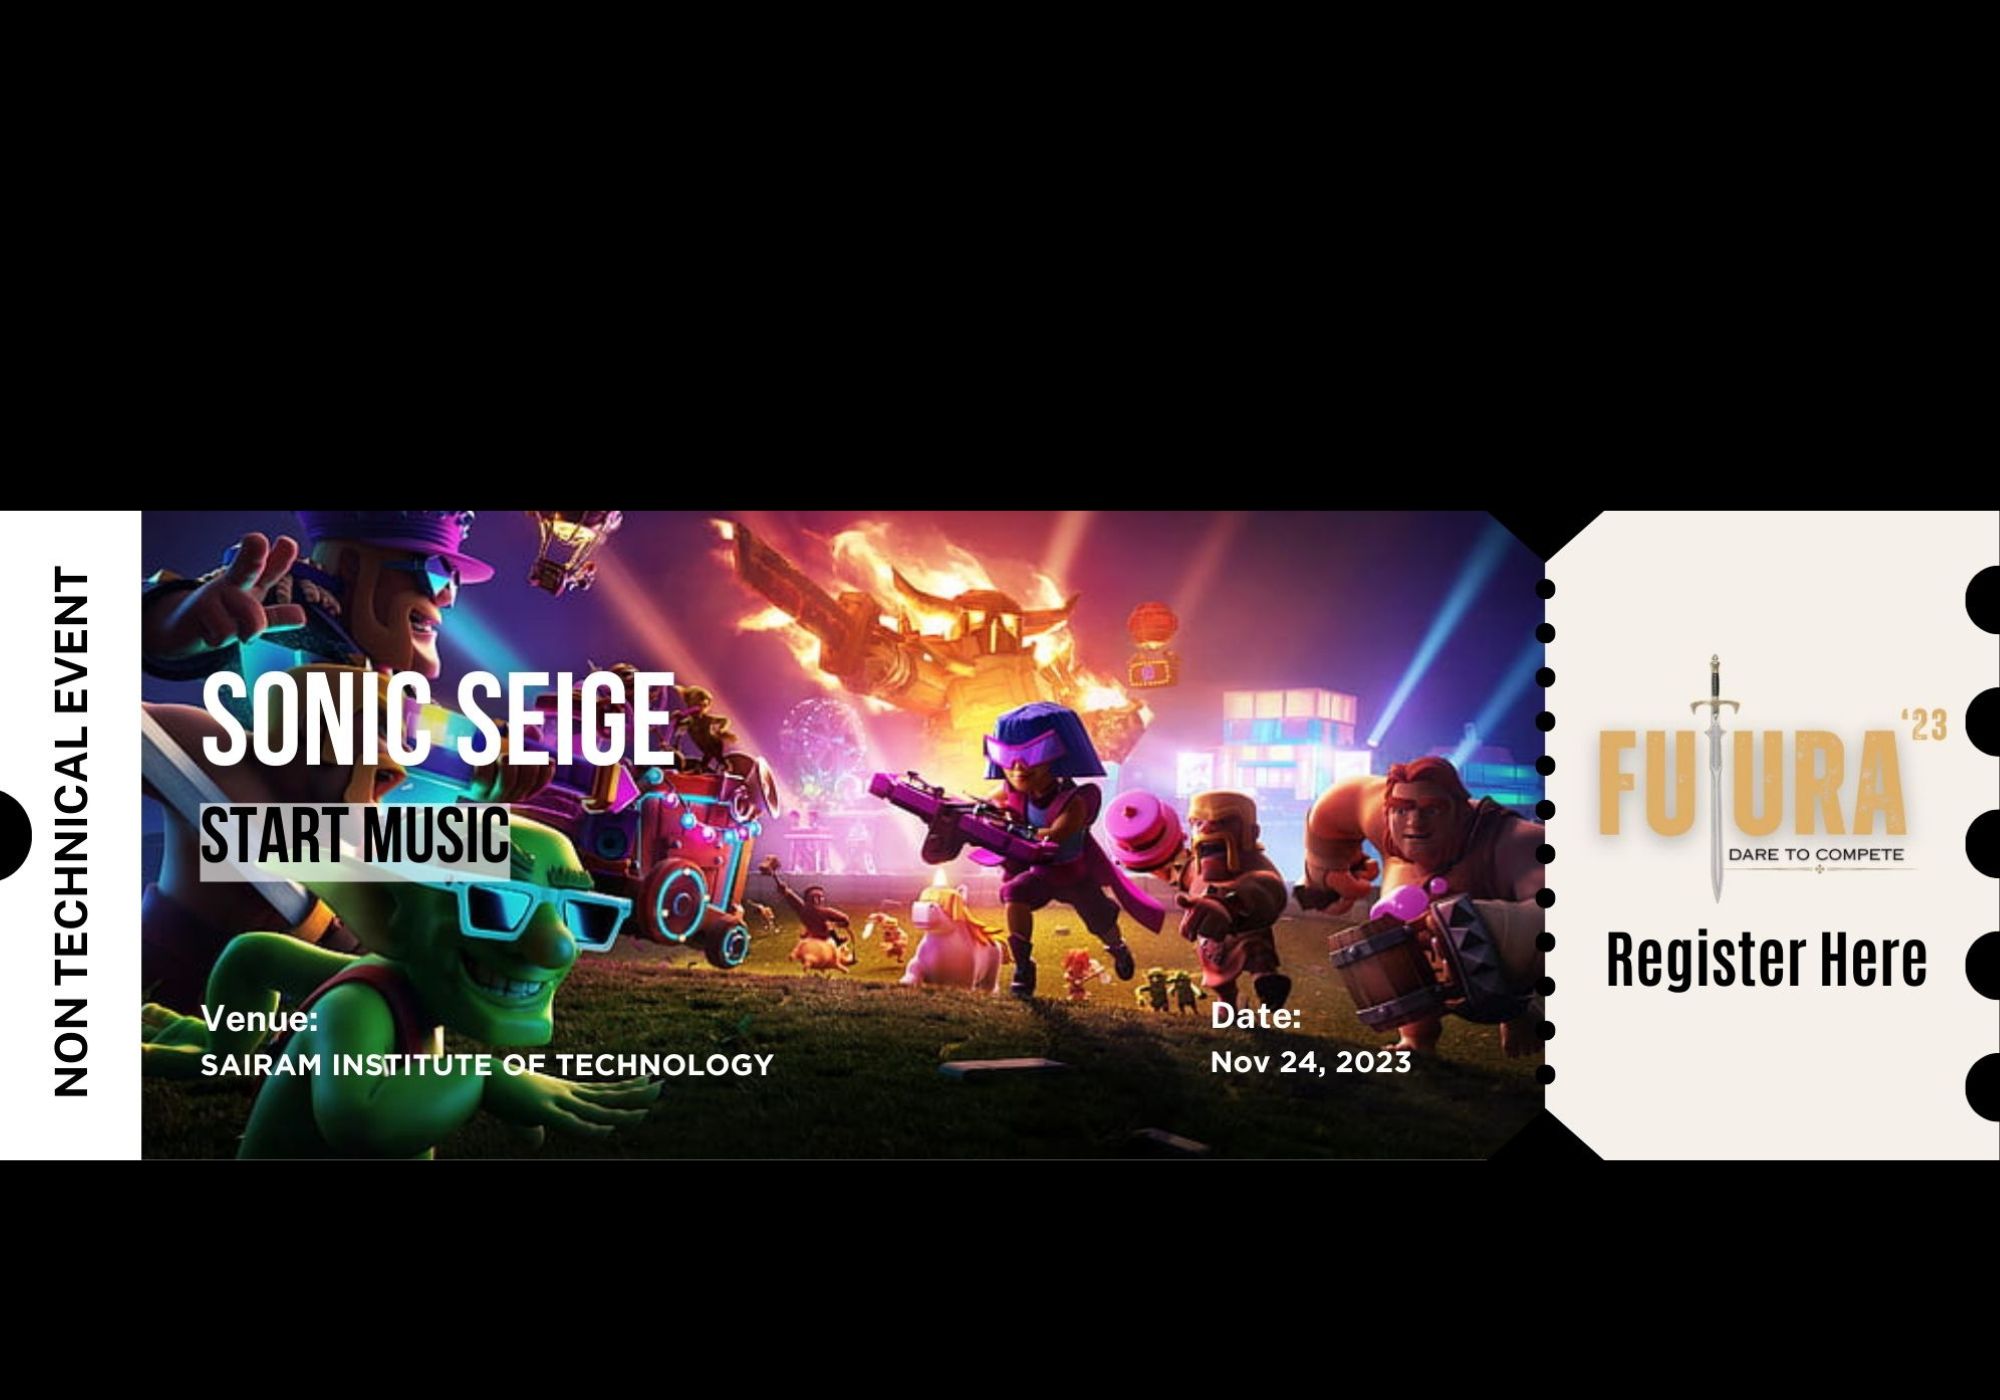 NON TECHNICAL EVENT
SONIC SEIGE
START MUSIC
Venue:
SAIRAM INSTITUTE OF TECHNOLOGY
Date:
Nov 24, 2023
FUTURA '23
DARE TO COMPETE
Register Here